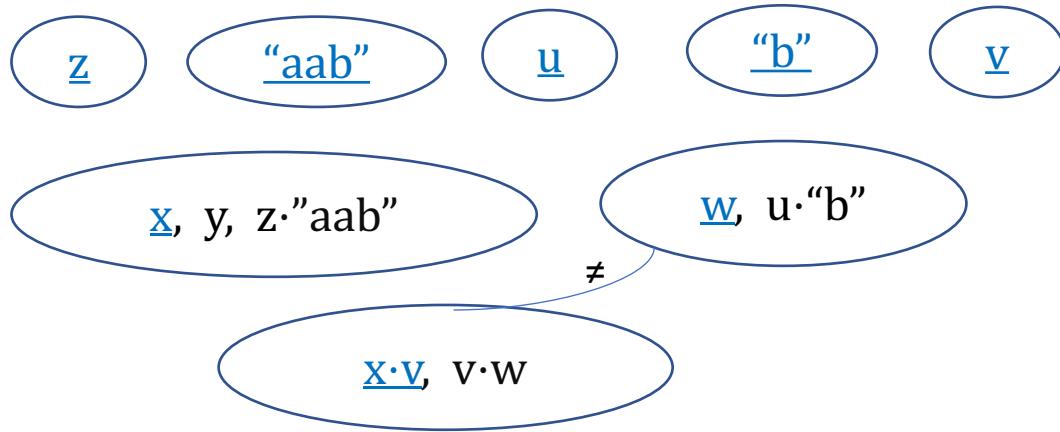 z “aab” u “b” v
x, y, z·”aab”
w, u·“b”
≠
x·v, v·w